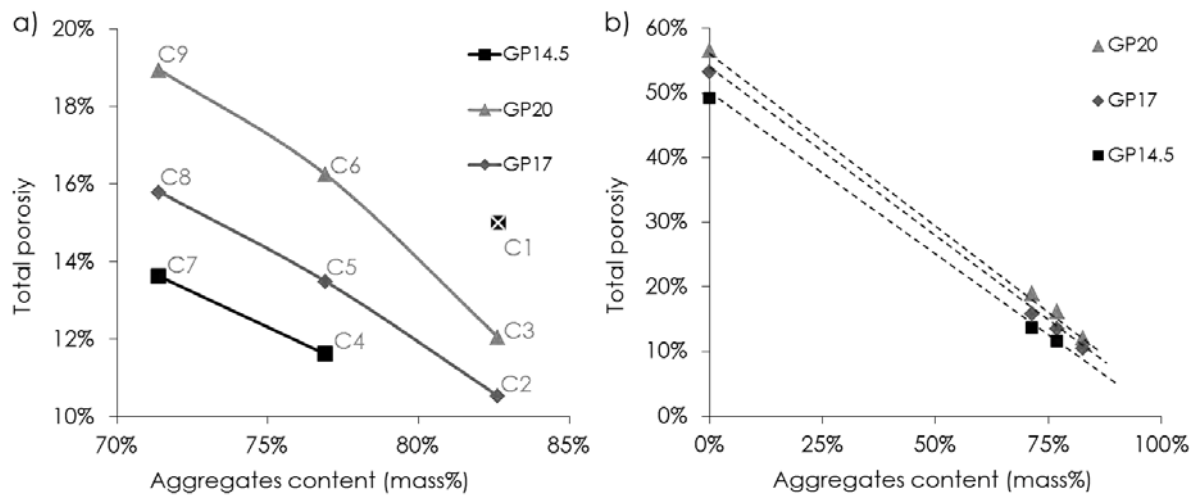 a)
20%
18%
16%
14%
12%
10%
Total porosiy
70%
75%
80%
85%
Aggregates content (mass%)
C9
C6
C8
C5
C7
C4
C1
C3
C2
GP14.5
GP20
GP17
b)
60%
50%
40%
30%
20%
10%
0%
Total porosiy
0%
25%
50%
75%
100%
Aggregates content (mass%)
GP20
GP17
GP14.5